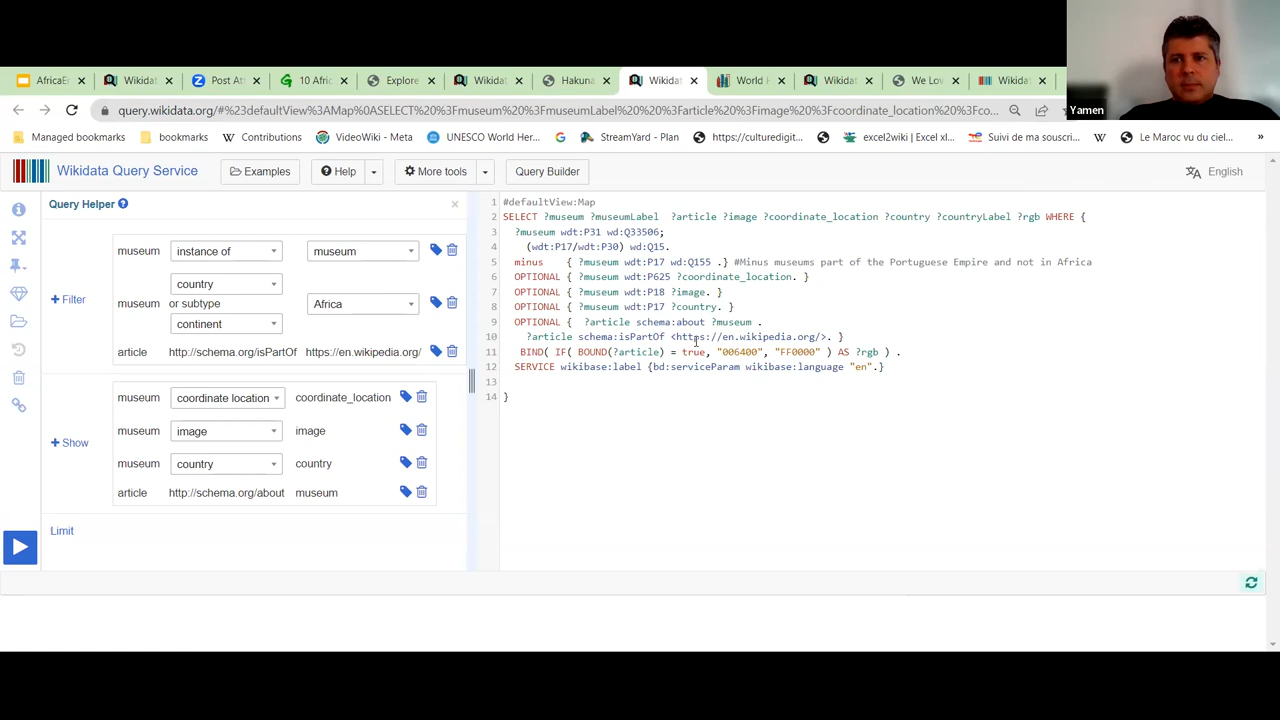 Yamen
AfricaE
Wikidat
Post At
10 Afri
Explore
Wikidat
Hakuna
Wikidat
World H
Wikidat
We Lov
Wikidat
query.wikidata.org/#%23defaultView%3AMap%0ASELECT%20%3Fmuseum%20%3FmuseumLabel%20%20%3Farticle%20%3Fimage%20%3Fcoordinate_location%20%3Fco...
Managed bookmarks
bookmarks
Contributions
VideoWiki - Meta
UNESCO World Her...
StreamYard - Plan
https://culturedigit...
excel2wiki | Excel xl...
Suivi de ma souscri...
Le Maroc vu du ciel...
»
Wikidata Query Service
Examples
Help
More tools
Query Builder
English
Query Helper
museum instance of museum
country
+ Filter museum or subtype Africa
continent
article http://schema.org/isPartOf https://en.wikipedia.org/
museum coordinate location coordinate_location
museum image image
+ Show
museum country country
article http://schema.org/about museum
Limit
1 #defaultView:Map
2 SELECT ?museum ?museumLabel ?article ?image ?coordinate_location ?country ?countryLabel ?rgb WHERE {
3 ?museum wdt:P31 wd:Q33506;
4 (wdt:P17/wdt:P30) wd:Q15.
5 minus { ?museum wdt:P17 wd:Q155 .} #Minus museums part of the Portuguese Empire and not in Africa
6 OPTIONAL { ?museum wdt:P625 ?coordinate_location. }
7 OPTIONAL { ?museum wdt:P18 ?image. }
8 OPTIONAL { ?museum wdt:P17 ?country. }
9 OPTIONAL { ?article schema:about ?museum .
10 ?article schema:isPartOf <https://en.wikipedia.org/>. }
11 BIND( IF( BOUND(?article) = true, "006400", "FF0000" ) AS ?rgb ) .
12 SERVICE wikibase:label {bd:serviceParam wikibase:language "en".}
13
14 }